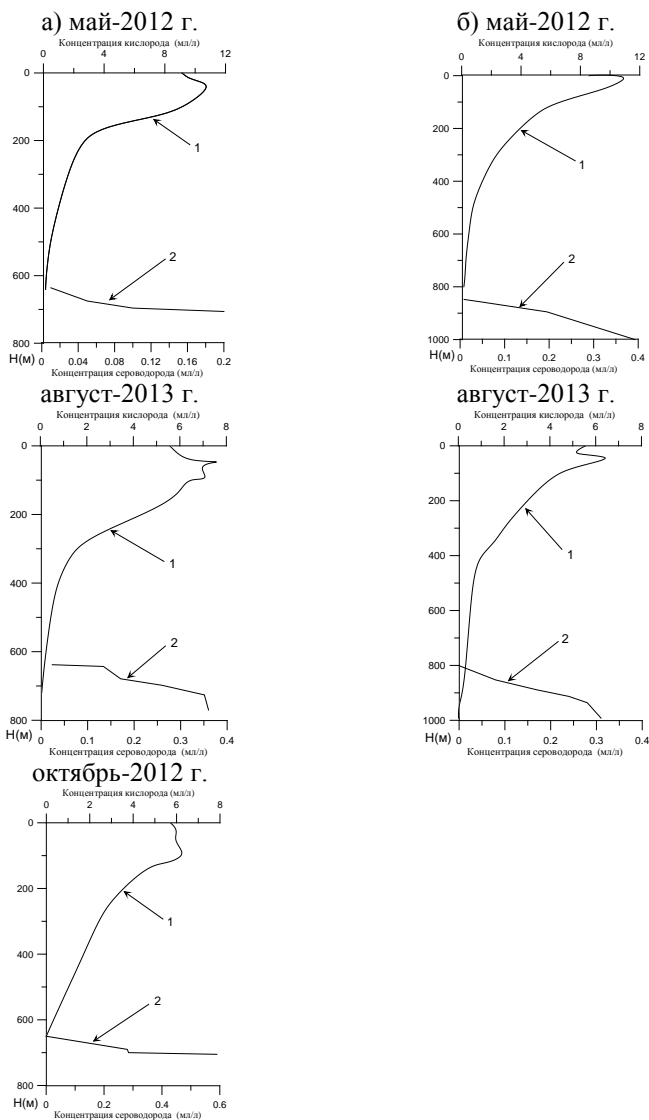 а) май-2012 г.
Концентрация кислорода (мл/л)
0 3 6 9 12
0
200
400
600
800
1
2
Н(м)
0 0.04 0.08 0.12 0.16 0.2
Концентрация сероводорода (мл/л)
б) май-2012 г.
Концентрация кислорода (мл/л)
0 4 8 12
0
200
400
600
800
1000
1
2
Н(м)
0 0.1 0.2 0.3 0.4
Концентрация сероводорода (мл/л)
август-2013 г.
Концентрация кислорода (мл/л)
0 2 4 6 8
0
200
400
600
800
1
2
Н(м)
0 0.1 0.2 0.3 0.4
Концентрация сероводорода (мл/л)
август-2013 г.
Концентрация кислорода (мл/л)
0 2 4 6 8
0
200
400
600
800
1000
1
2
Н(м)
0 0.1 0.2 0.3 0.4
Концентрация сероводорода (мл/л)
октябрь-2012 г.
Концентрация кислорода (мл/л)
0 2 4 6 8
0
200
400
600
800
1
2
Н(м)
0 0.2 0.4 0.6
Концентрация сероводорода (мл/л)